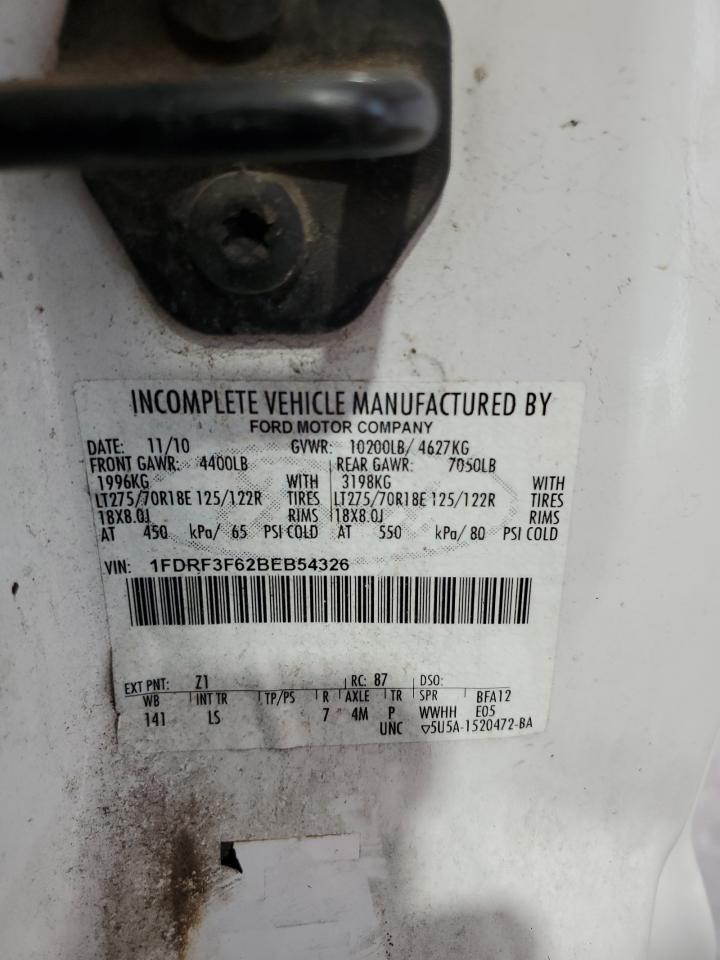 INCOMPLETE VEHICLE MANUFACTURED BY
FORD MOTOR COMPANY
DATE: 11/10 GVWR: 10200LB/ 4627KG
FRONT GAWR: 4400LB REAR GAWR: 7050LB
1996KG WITH 3198KG WITH
LT275/70R18E 125/122R TIRES LT275/70R18E 125/122R TIRES
18X8.0J RIMS 18X8.0J RIMS
AT 450 kPa/ 65 PSI COLD AT 550 kPa/ 80 PSI COLD
VIN: 1FDRF3F62BEB54326
EXT PNT: Z1 RC: 87 DSO:
WB INT TR TP/PS R AXLE TR SPR BFA12
141 LS 7 4M P WWHH E05
UNC ▽5U5A-1520472-BA